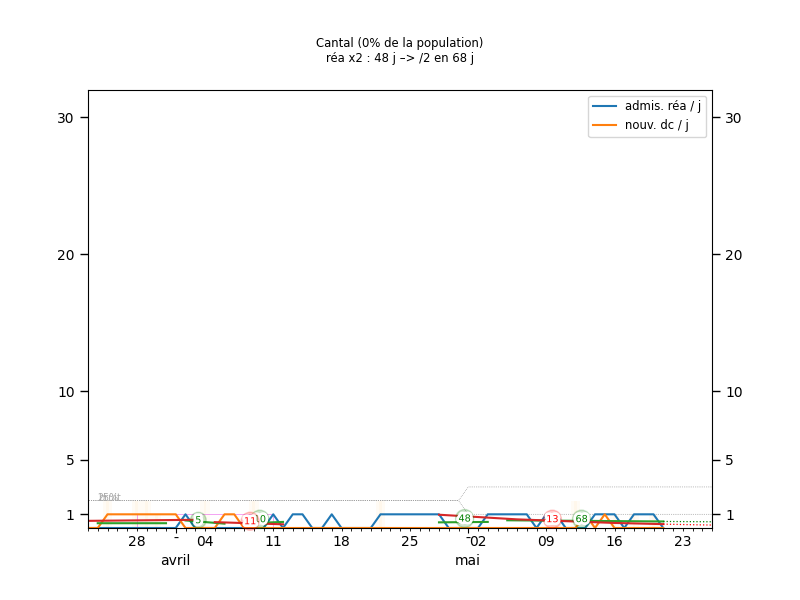 Cantal (0% de la population)
réa x2 : 48 j –> /2 en 68 j
admis. réa / j
nouv. dc / j
30 30
20 20
10 10
5 5
1 1
5 11 0 48 13 68
28 - 04 11 18 25 -02 09 16 23
avril mai